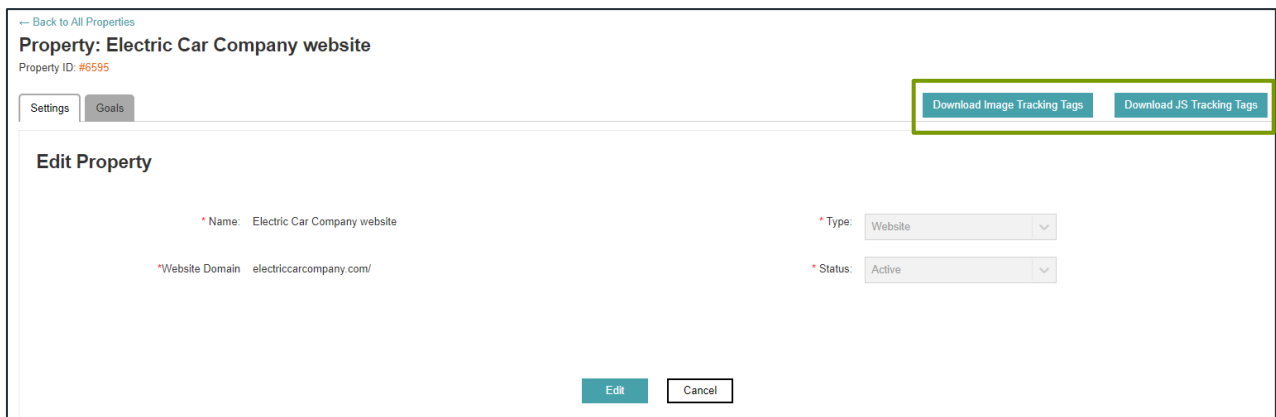 ← Back to All Properties
Property: Electric Car Company website
Property ID: #6595
Settings Goals Download Image Tracking Tags Download JS Tracking Tags
Edit Property
* Name: Electric Car Company website * Type: Website
*Website Domain electriccarcompany.com/ * Status: Active
Edit Cancel